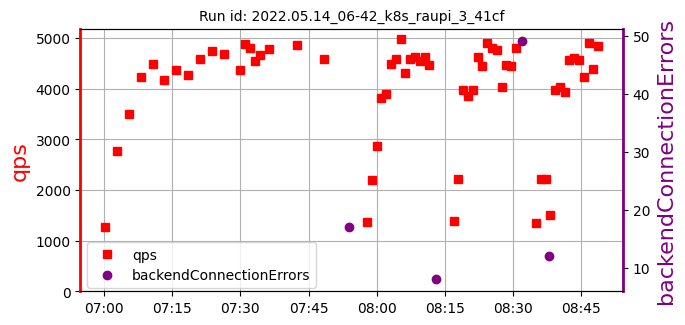 Run id: 2022.05.14_06-42_k8s_raupi_3_41cf
qps
5000
4000
3000
2000
1000
0
backendConnectionErrors
50
40
30
20
10
qps
backendConnectionErrors
07:00 07:15 07:30 07:45 08:00 08:15 08:30 08:45